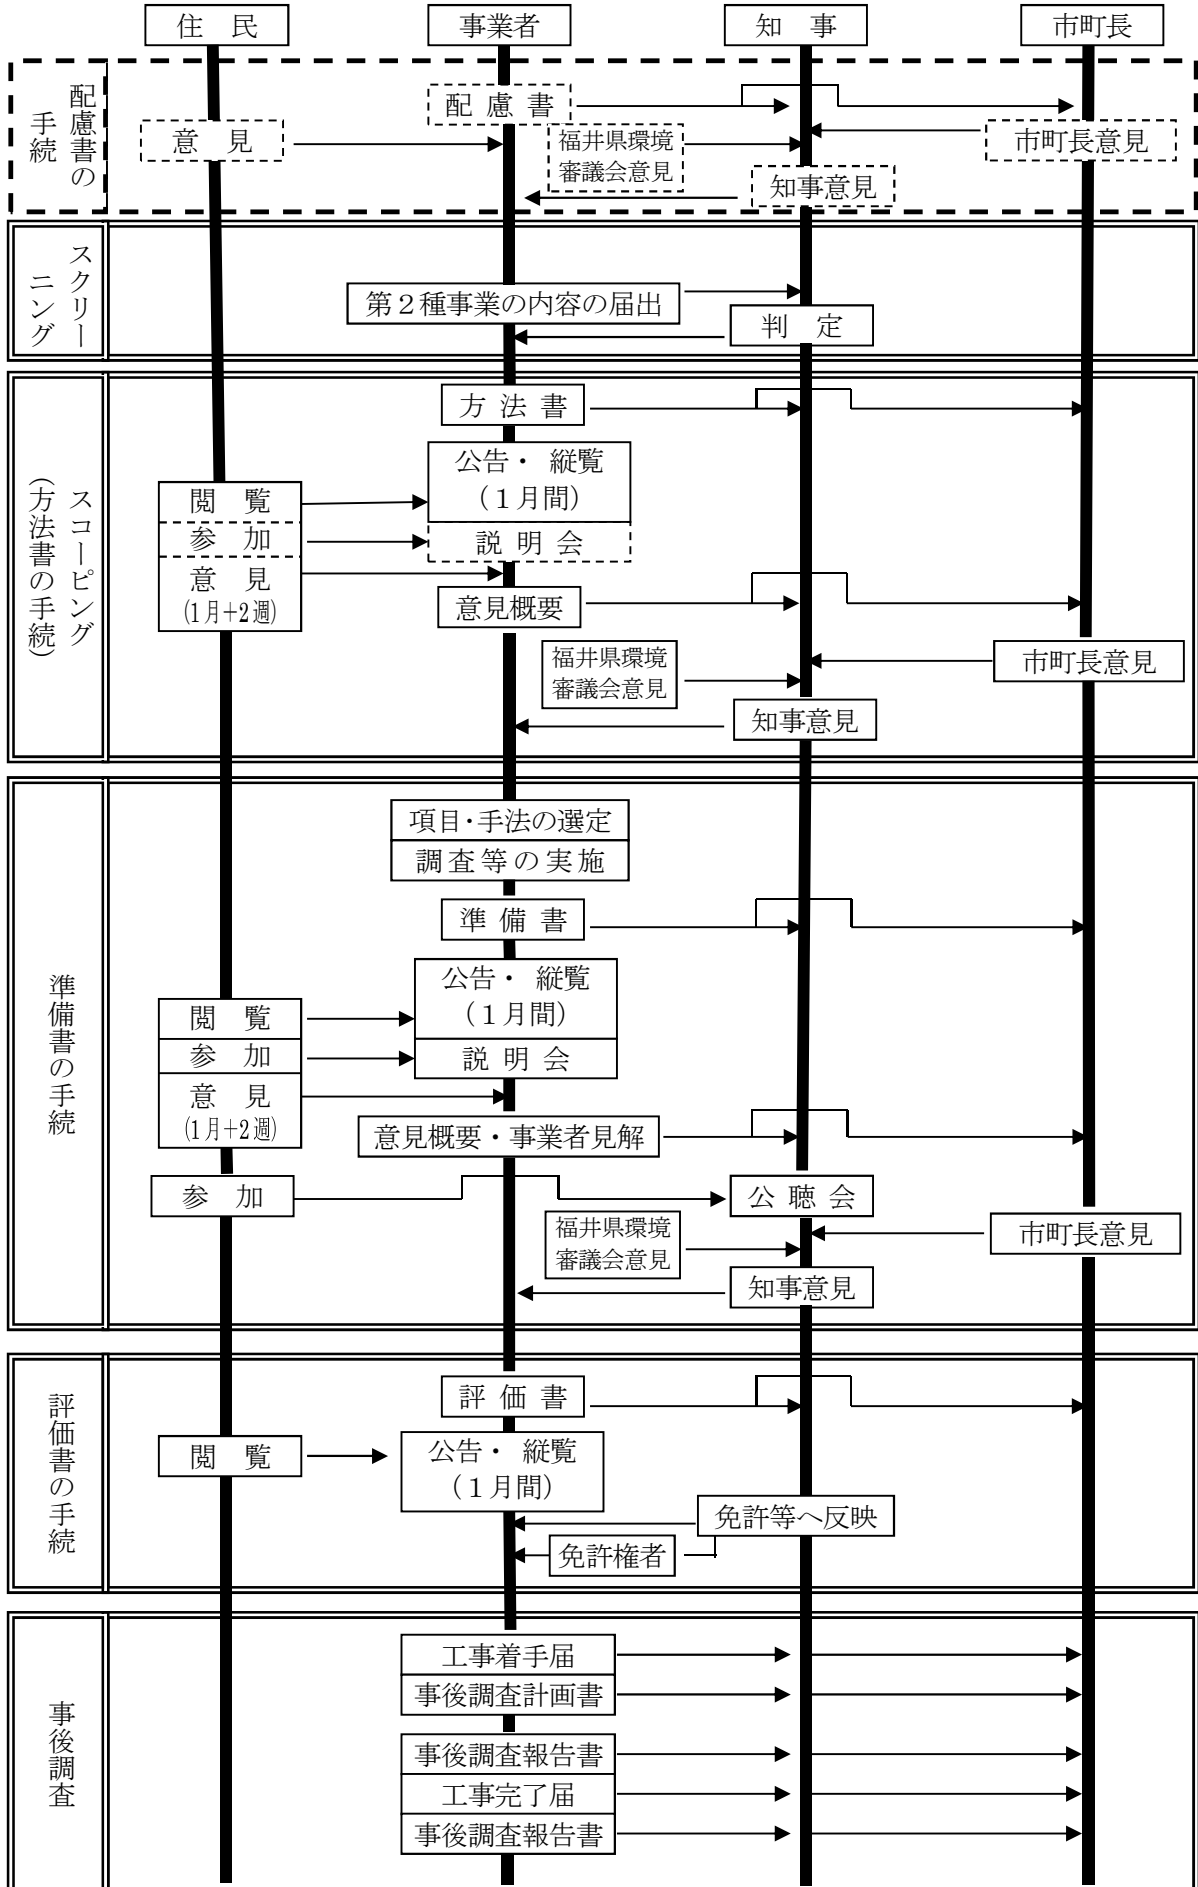 住 民
事業者
知 事
市町長
配慮書の
手続
配 慮 書
意 見
福井県環境
審議会意見
市町長意見
知事意見
スクリー
ニング
第２種事業の内容の届出
判 定
スコーピング
(方法書の手続)
方 法 書
公告・ 縦覧
(１月間)
閲 覧
参 加
説 明 会
意 見
(1月+2週)
意見概要
福井県環境
審議会意見
市町長意見
知事意見
準備書の手続
項目・手法の選定
調査等の実施
準 備 書
公告・ 縦覧
(１月間)
閲 覧
参 加
説 明 会
意 見
(1月+2週)
意見概要・事業者見解
参 加
公 聴 会
福井県環境
審議会意見
市町長意見
知事意見
評価書の手続
評 価 書
閲 覧
公告・ 縦覧
(１月間)
免許等へ反映
免許権者
事後調査
工事着手届
事後調査計画書
事後調査報告書
工事完了届
事後調査報告書